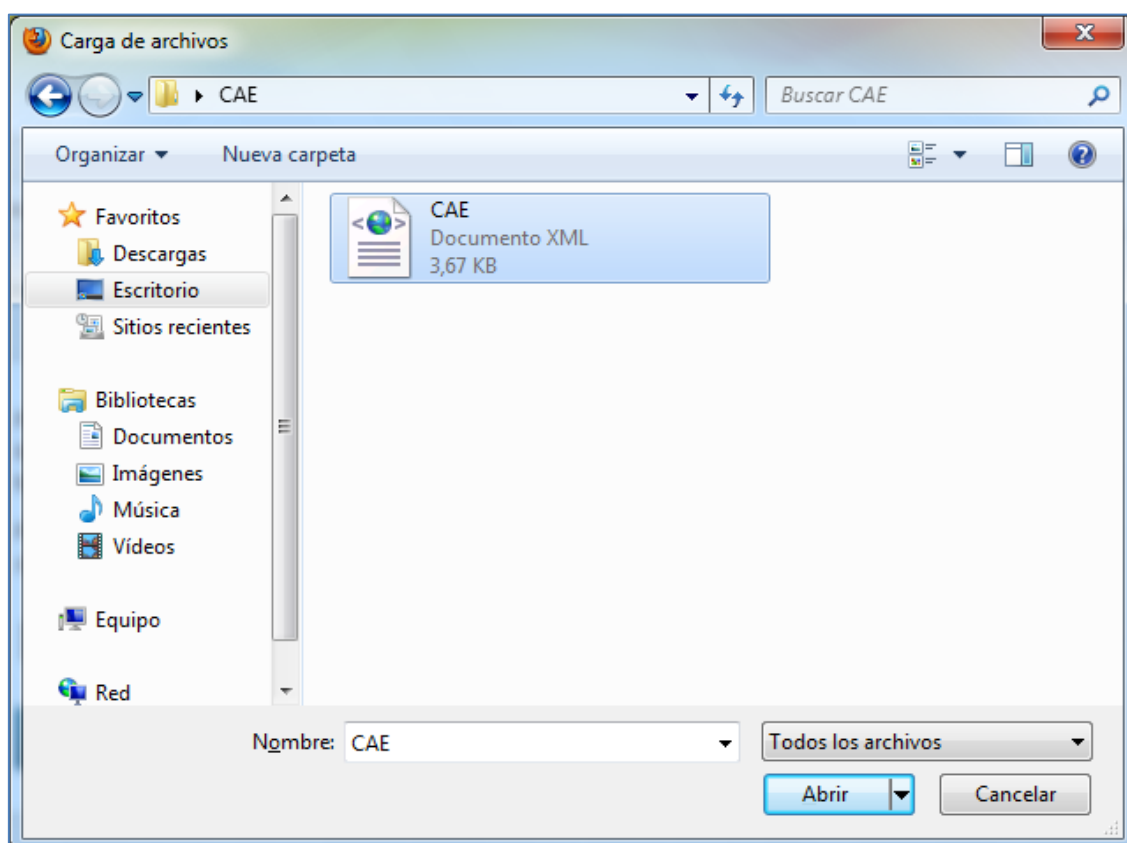 Carga de archivos
CAE
Buscar CAE
Organizar
Nueva carpeta
Favoritos
Descargas
Escritorio
Sitios recientes
Bibliotecas
Documentos
Imágenes
Música
Vídeos
Equipo
Red
CAE
Documento XML
3,67 KB
Nombre: CAE
Todos los archivos
Abrir
Cancelar